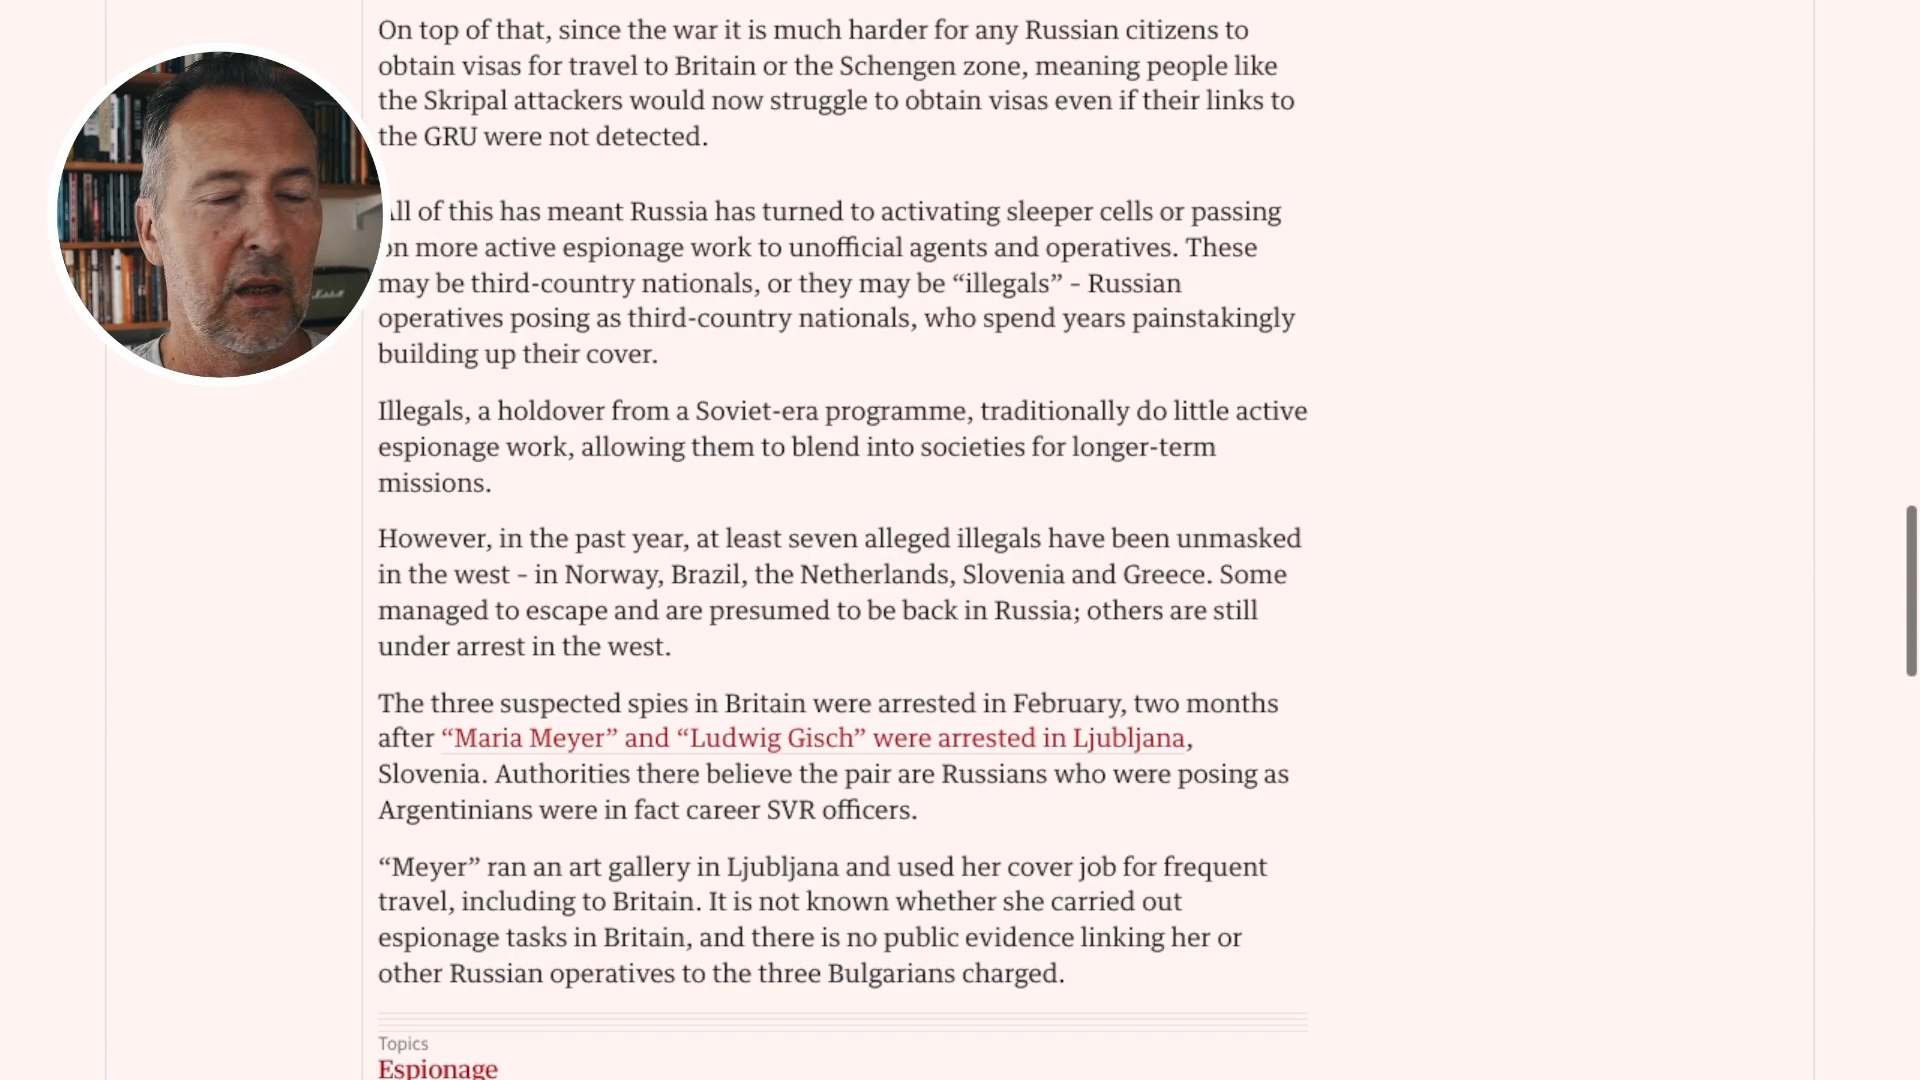 On top of that, since the war it is much harder for any Russian citizens to
obtain visas for travel to Britain or the Schengen zone, meaning people like
the Skripal attackers would now struggle to obtain visas even if their links to
the GRU were not detected.
All of this has meant Russia has turned to activating sleeper cells or passing
on more active espionage work to unofficial agents and operatives. These
may be third-country nationals, or they may be “illegals” - Russian
operatives posing as third-country nationals, who spend years painstakingly
building up their cover.
Illegals, a holdover from a Soviet-era programme, traditionally do little active
espionage work, allowing them to blend into societies for longer-term
missions.
However, in the past year, at least seven alleged illegals have been unmasked
in the west - in Norway, Brazil, the Netherlands, Slovenia and Greece. Some
managed to escape and are presumed to be back in Russia; others are still
under arrest in the west.
The three suspected spies in Britain were arrested in February, two months
after “Maria Meyer” and “Ludwig Gisch” were arrested in Ljubljana,
Slovenia. Authorities there believe the pair are Russians who were posing as
Argentinians were in fact career SVR officers.
“Meyer” ran an art gallery in Ljubljana and used her cover job for frequent
travel, including to Britain. It is not known whether she carried out
espionage tasks in Britain, and there is no public evidence linking her or
other Russian operatives to the three Bulgarians charged.
Topics
Espionage
Marshall